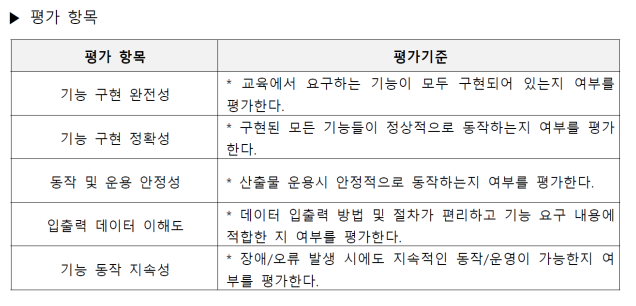 ▶ 평가 항목
평가 항목
평가기준
기능 구현 완전성
* 교육에서 요구하는 기능이 모두 구현되어 있는지 여부를
평가한다.
기능 구현 정확성
* 구현된 모든 기능들이 정상적으로 동작하는지 여부를 평가
한다.
동작 및 운용 안정성
* 산출물 운용시 안정적으로 동작하는지 여부를 평가한다.
입출력 데이터 이해도
* 데이터 입출력 방법 및 절차가 편리하고 기능 요구 내용에
적합한 지 여부를 평가한다.
기능 동작 지속성
* 장애/오류 발생 시에도 지속적인 동작/운영이 가능한지 여
부를 평가한다.